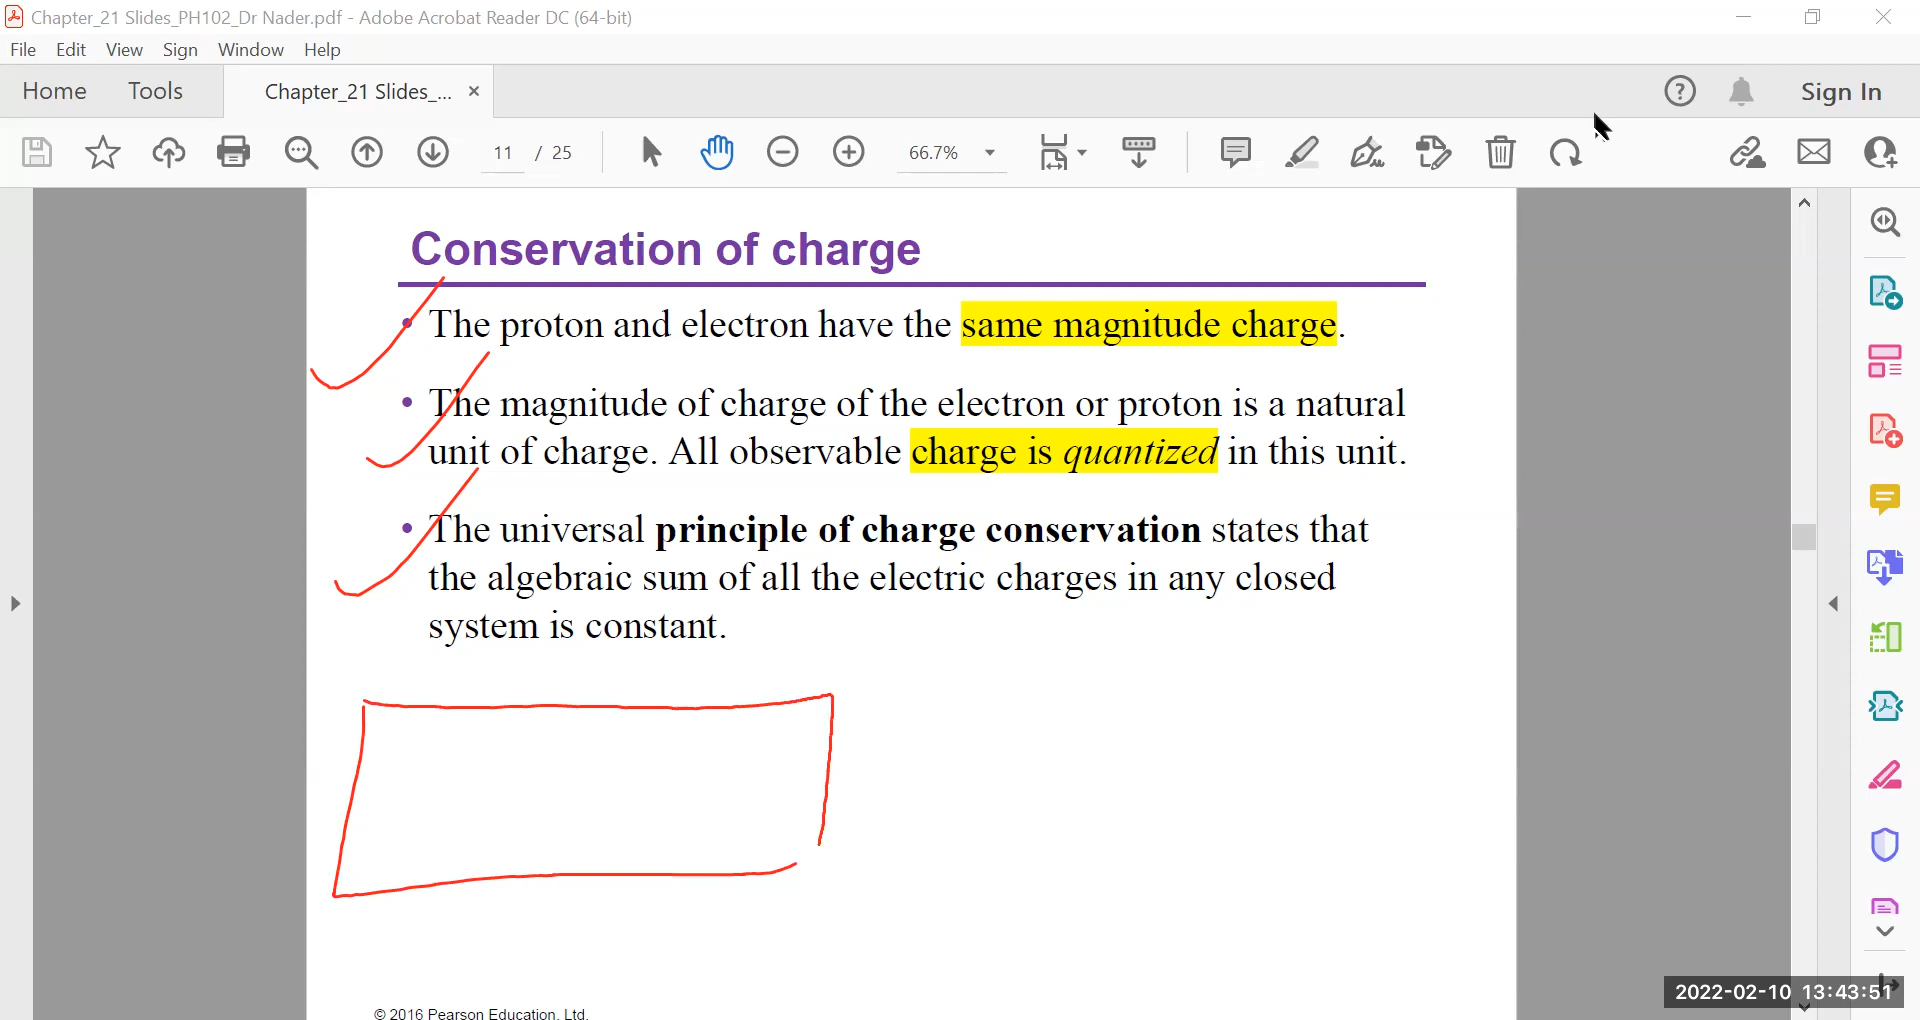 Chapter_21 Slides_PH102_Dr Nader.pdf - Adobe Acrobat Reader DC (64-bit)
File Edit View Sign Window Help
Home Tools Chapter_21 Slides_... × Sign In
11 / 25 66.7%
Conservation of charge
• The proton and electron have the same magnitude charge.
• The magnitude of charge of the electron or proton is a natural
unit of charge. All observable charge is quantized in this unit.
• The universal principle of charge conservation states that
the algebraic sum of all the electric charges in any closed
system is constant.
© 2016 Pearson Education, Ltd.
2022-02-10 13:43:51